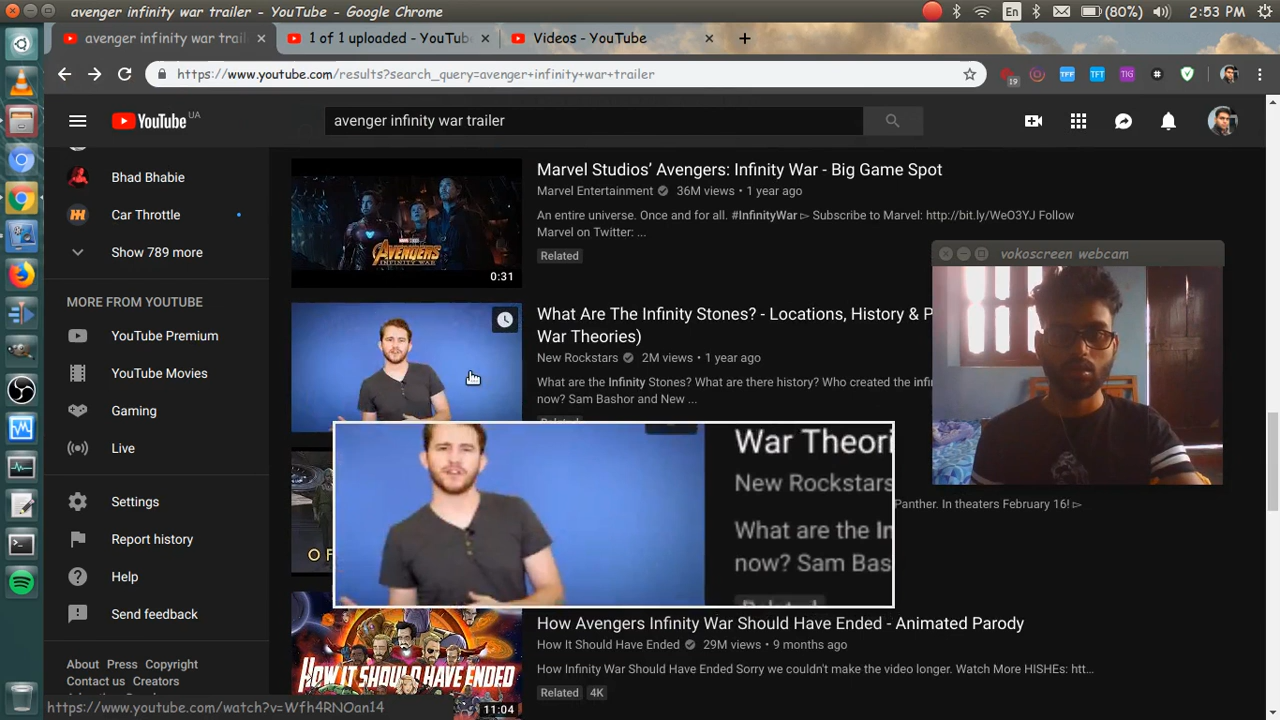 avenger infinity war trailer - YouTube - Google Chrome
En
(80%)
2:53 PM
avenger infinity war trail
1 of 1 uploaded - YouTub
Videos - YouTube
https://www.youtube.com/results?search_query=avenger+infinity+war+trailer
19
TFF
TFT
TIG
YouTube UA
avenger infinity war trailer
Bhad Bhabie
Car Throttle
Show 789 more
MORE FROM YOUTUBE
YouTube Premium
YouTube Movies
Gaming
Live
Settings
Report history
Help
Send feedback
About Press Copyright
Contact us Creators
https://www.youtube.com/watch?v=Wfh4RNOan14
AVENGERS
INFINITY WAR
0:31
Marvel Studios' Avengers: Infinity War - Big Game Spot
Marvel Entertainment 36M views • 1 year ago
An entire universe. Once and for all. #InfinityWar ▻ Subscribe to Marvel: http://bit.ly/WeO3YJ Follow
Marvel on Twitter: ...
Related
What Are The Infinity Stones? - Locations, History & P
War Theories)
New Rockstars 2M views • 1 year ago
What are the Infinity Stones? What are there history? Who created the infi
now? Sam Bashor and New ...
vokoscreen webcam
War Theori
New Rockstars
What are the In
now? Sam Bas
Panther. In theaters February 16! ▻
O F
HOW IT SHOULD HAVE ENDED
11:04
How Avengers Infinity War Should Have Ended - Animated Parody
How It Should Have Ended 29M views • 9 months ago
How Infinity War Should Have Ended Sorry we couldn't make the video longer. Watch More HISHEs: htt...
Related
4K